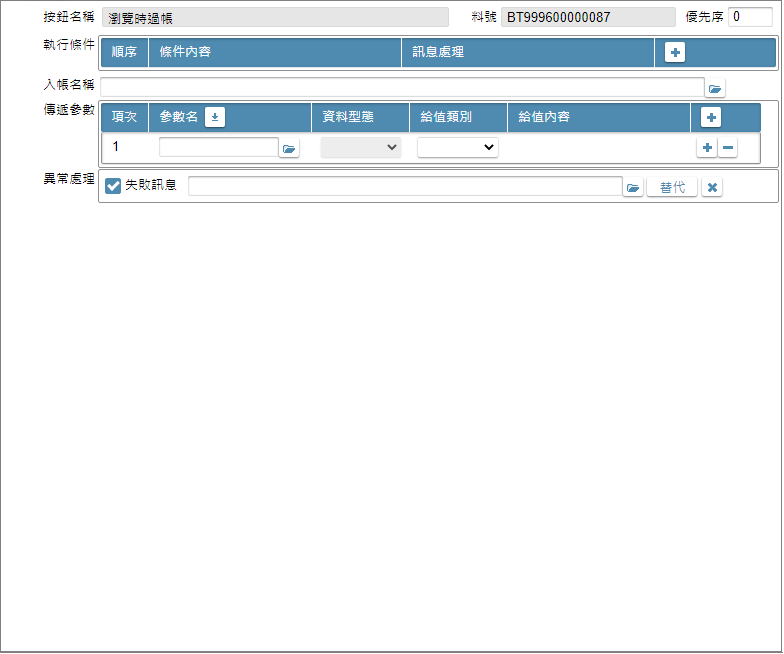 按鈕名稱 瀏覽時過帳 料號 BT999600000087 優先序 0
執行條件 順序 條件內容 訊息處理
入帳名稱
傳遞參數 項次 參數名 資料型態 給值類別 給值內容
1
異常處理 失敗訊息 替代